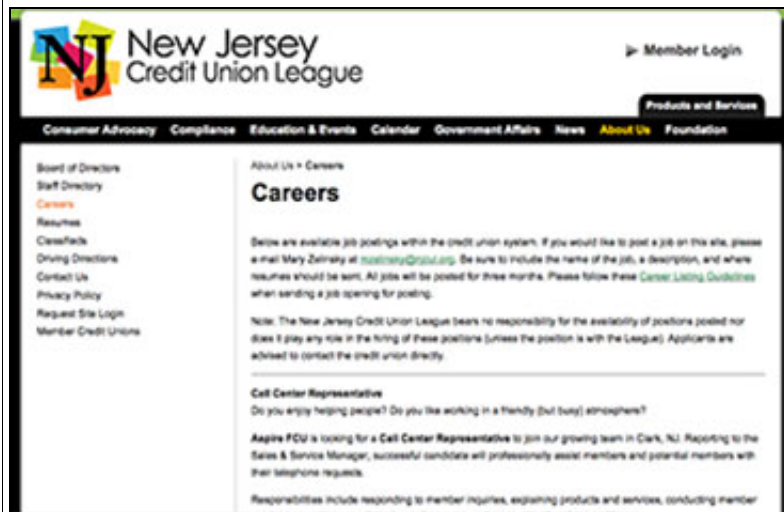 NJ New Jersey
Credit Union League
Member Login
Products and Services
Consumer Advocacy Compliance Education & Events Calendar Government Affairs News About Us Foundation
Board of Directors
Staff Directory
Careers
Resumes
Classifieds
Driving Directions
Contact Us
Privacy Policy
Request Site Login
Member Credit Unions
About Us > Careers
Careers
Below are available job postings within the credit union system. If you would like to post a job on this site, please
e-mail Mary Zelinsky at Be sure to include the name of the job, a description, and where
resumes should be sent. All jobs will be posted for three months. Please follow these Career Listing Guidelines
when sending a job opening for posting.
Note: The New Jersey Credit Union League bears no responsibility for the availability of positions posted nor
does it play any role in the hiring of these positions (unless the position is with the League). Applicants are
advised to contact the credit union directly.
Call Center Representative
Do you enjoy helping people? Do you like working in a friendly (but busy) atmosphere?
Aspire FCU is looking for a Call Center Representative to join our growing team in Clark, NJ. Reporting to the
Sales & Service Manager, successful candidate will professionally assist members and potential members with
their telephone requests.
Responsibilities include responding to member inquiries, explaining products and services, conducting member